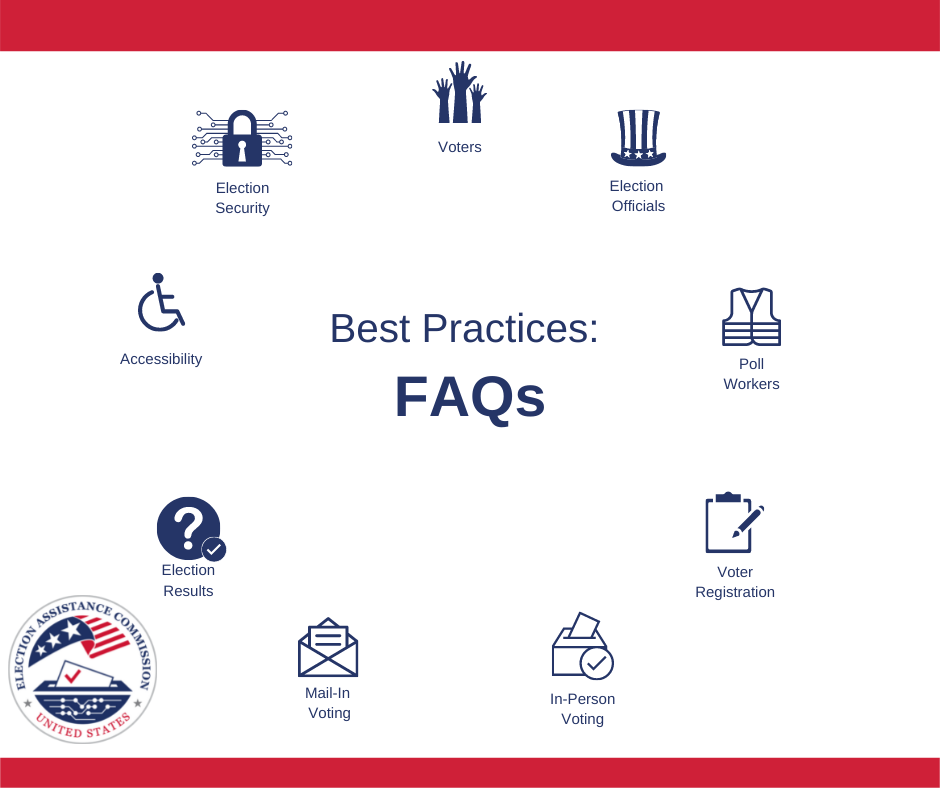 Voters
Election
Security
Election
Officials
Accessibility
Best Practices:
FAQs
Poll
Workers
Election
Results
Voter
Registration
Mail-In
Voting
In-Person
Voting
ELECTION ASSISTANCE COMMISSION
UNITED STATES